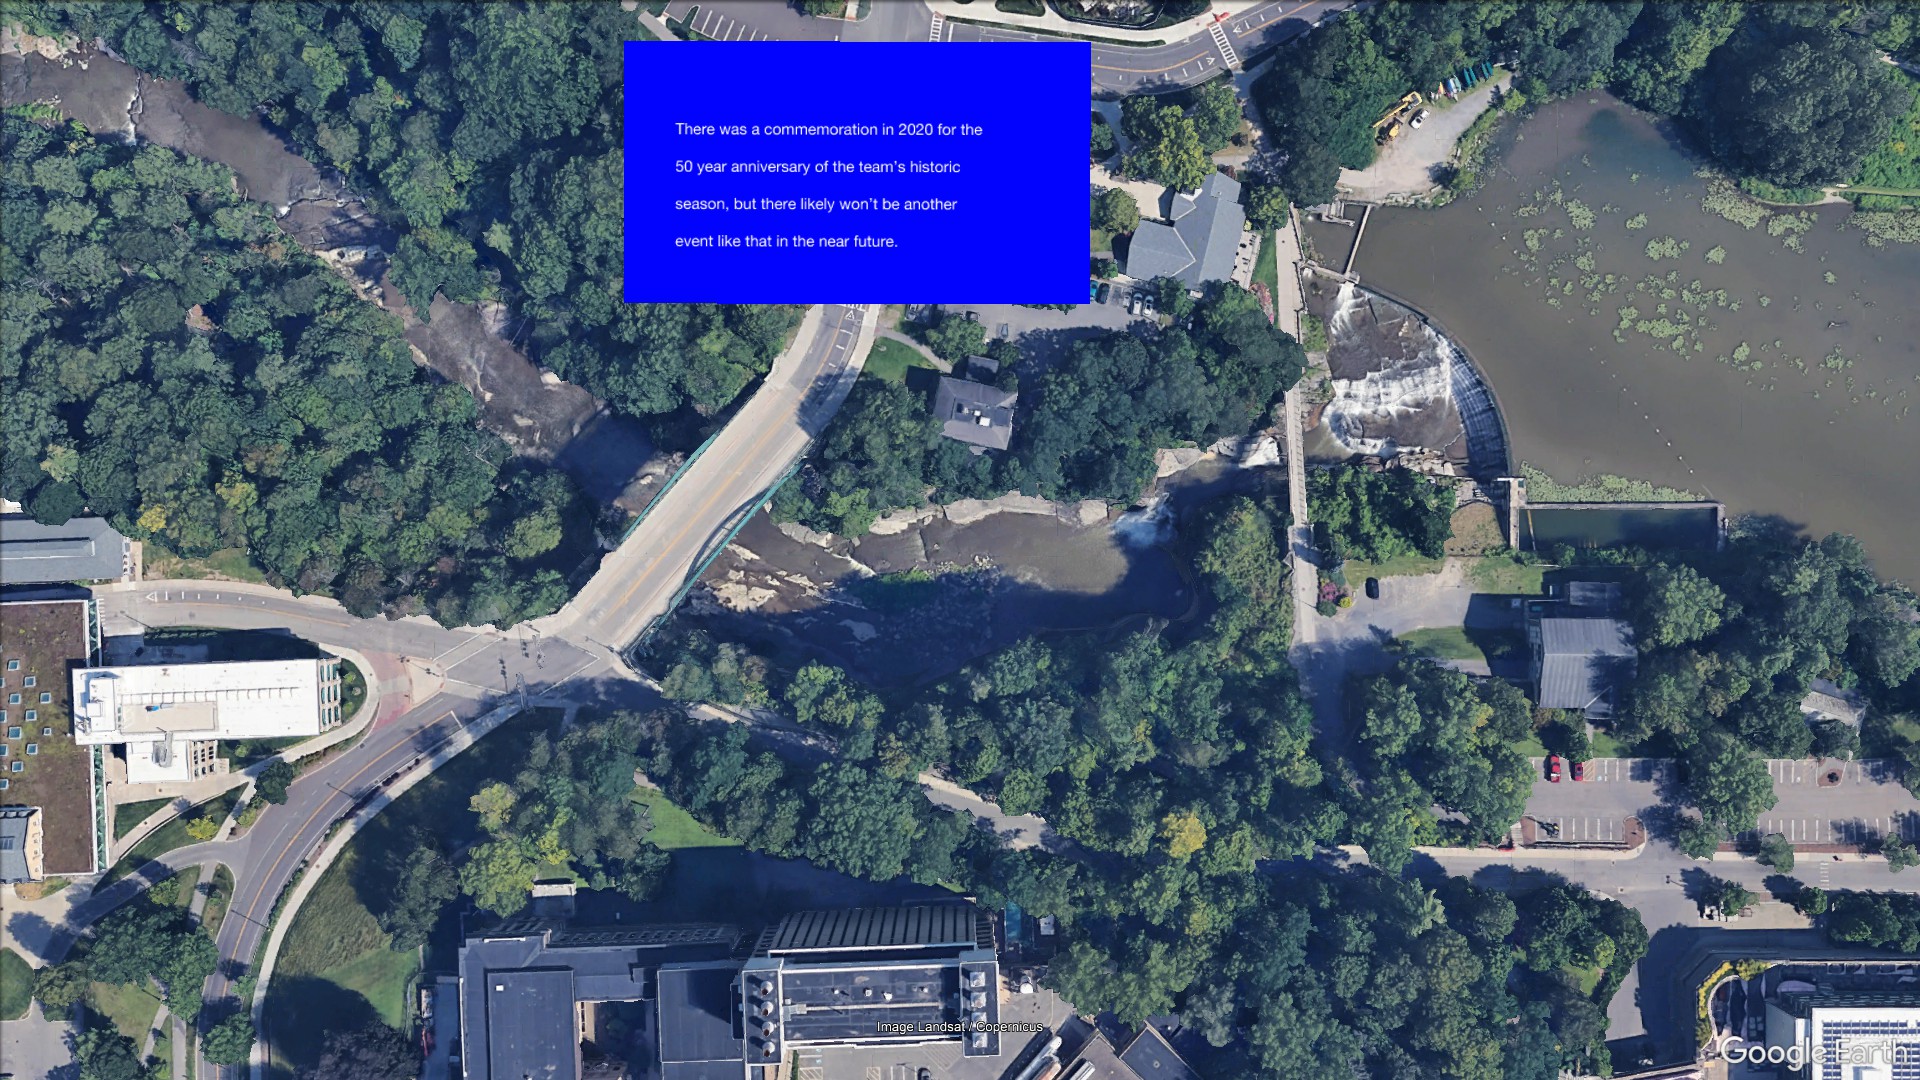 There was a commemoration in 2020 for the
50 year anniversary of the team's historic
season, but there likely won't be another
event like that in the near future.
Image Landsat / Copernicus
Google Earth